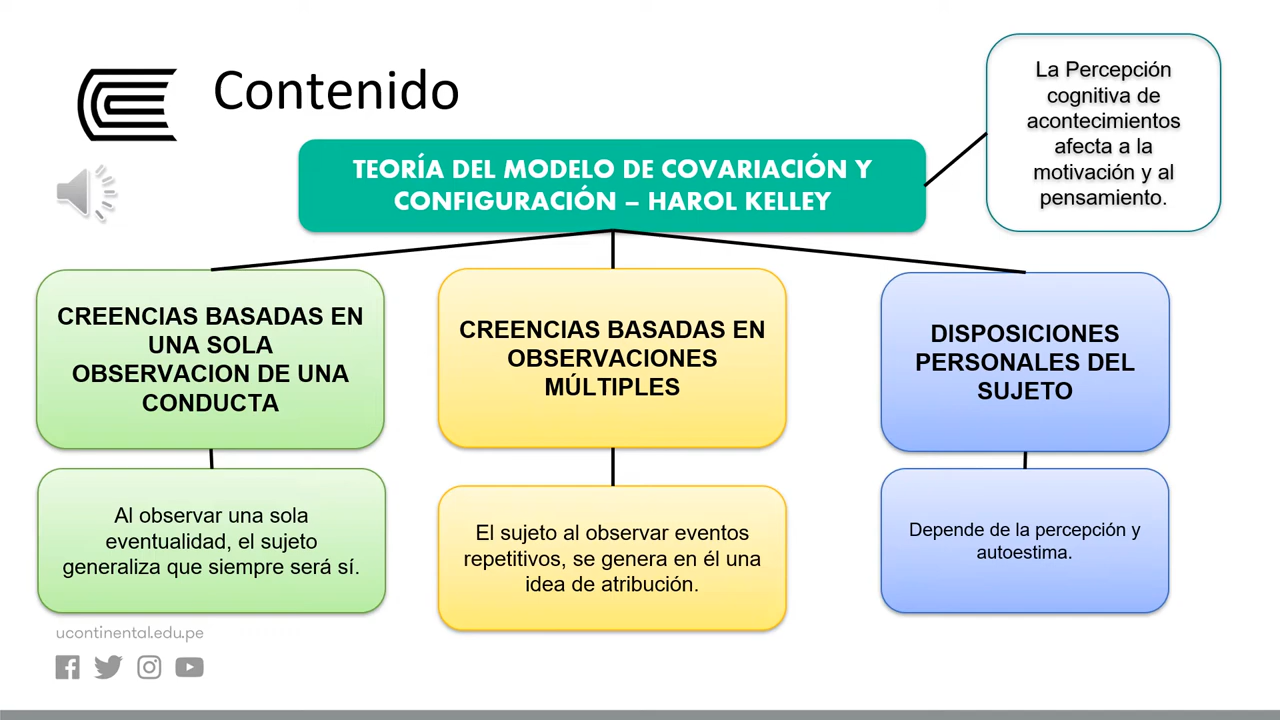 Contenido
La Percepción
cognitiva de
acontecimientos
afecta a la
motivación y al
pensamiento.
TEORÍA DEL MODELO DE COVARIACIÓN Y
CONFIGURACIÓN – HAROL KELLEY
CREENCIAS BASADAS EN
UNA SOLA
OBSERVACION DE UNA
CONDUCTA
CREENCIAS BASADAS EN
OBSERVACIONES
MÚLTIPLES
DISPOSICIONES
PERSONALES DEL
SUJETO
Al observar una sola
eventualidad, el sujeto
generaliza que siempre será sí.
El sujeto al observar eventos
repetitivos, se genera en él una
idea de atribución.
Depende de la percepción y
autoestima.
ucontinental.edu.pe